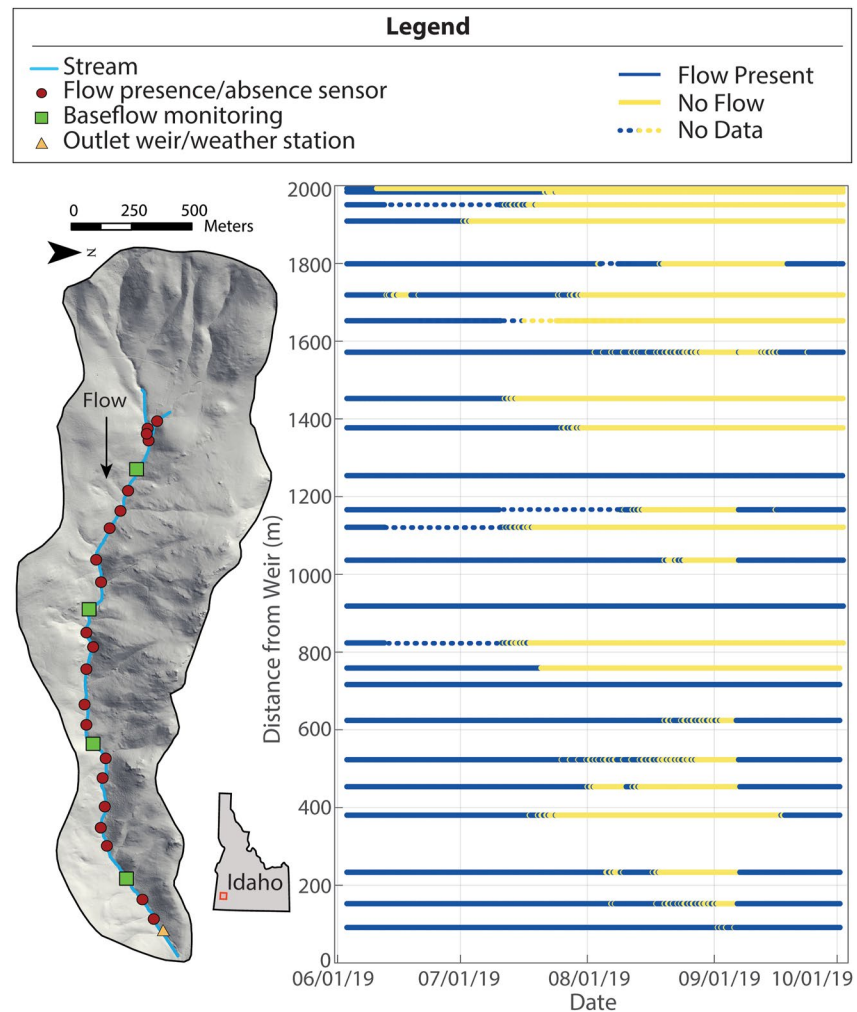 Legend
Stream
Flow presence/absence sensor
Baseflow monitoring
Outlet weir/weather station
Flow Present
No Flow
No Data
0 250 500
Meters
N
Flow
Idaho
Distance from Weir (m)
2000
1800
1600
1400
1200
1000
800
600
400
200
0
06/01/19 07/01/19 08/01/19 09/01/19 10/01/19
Date